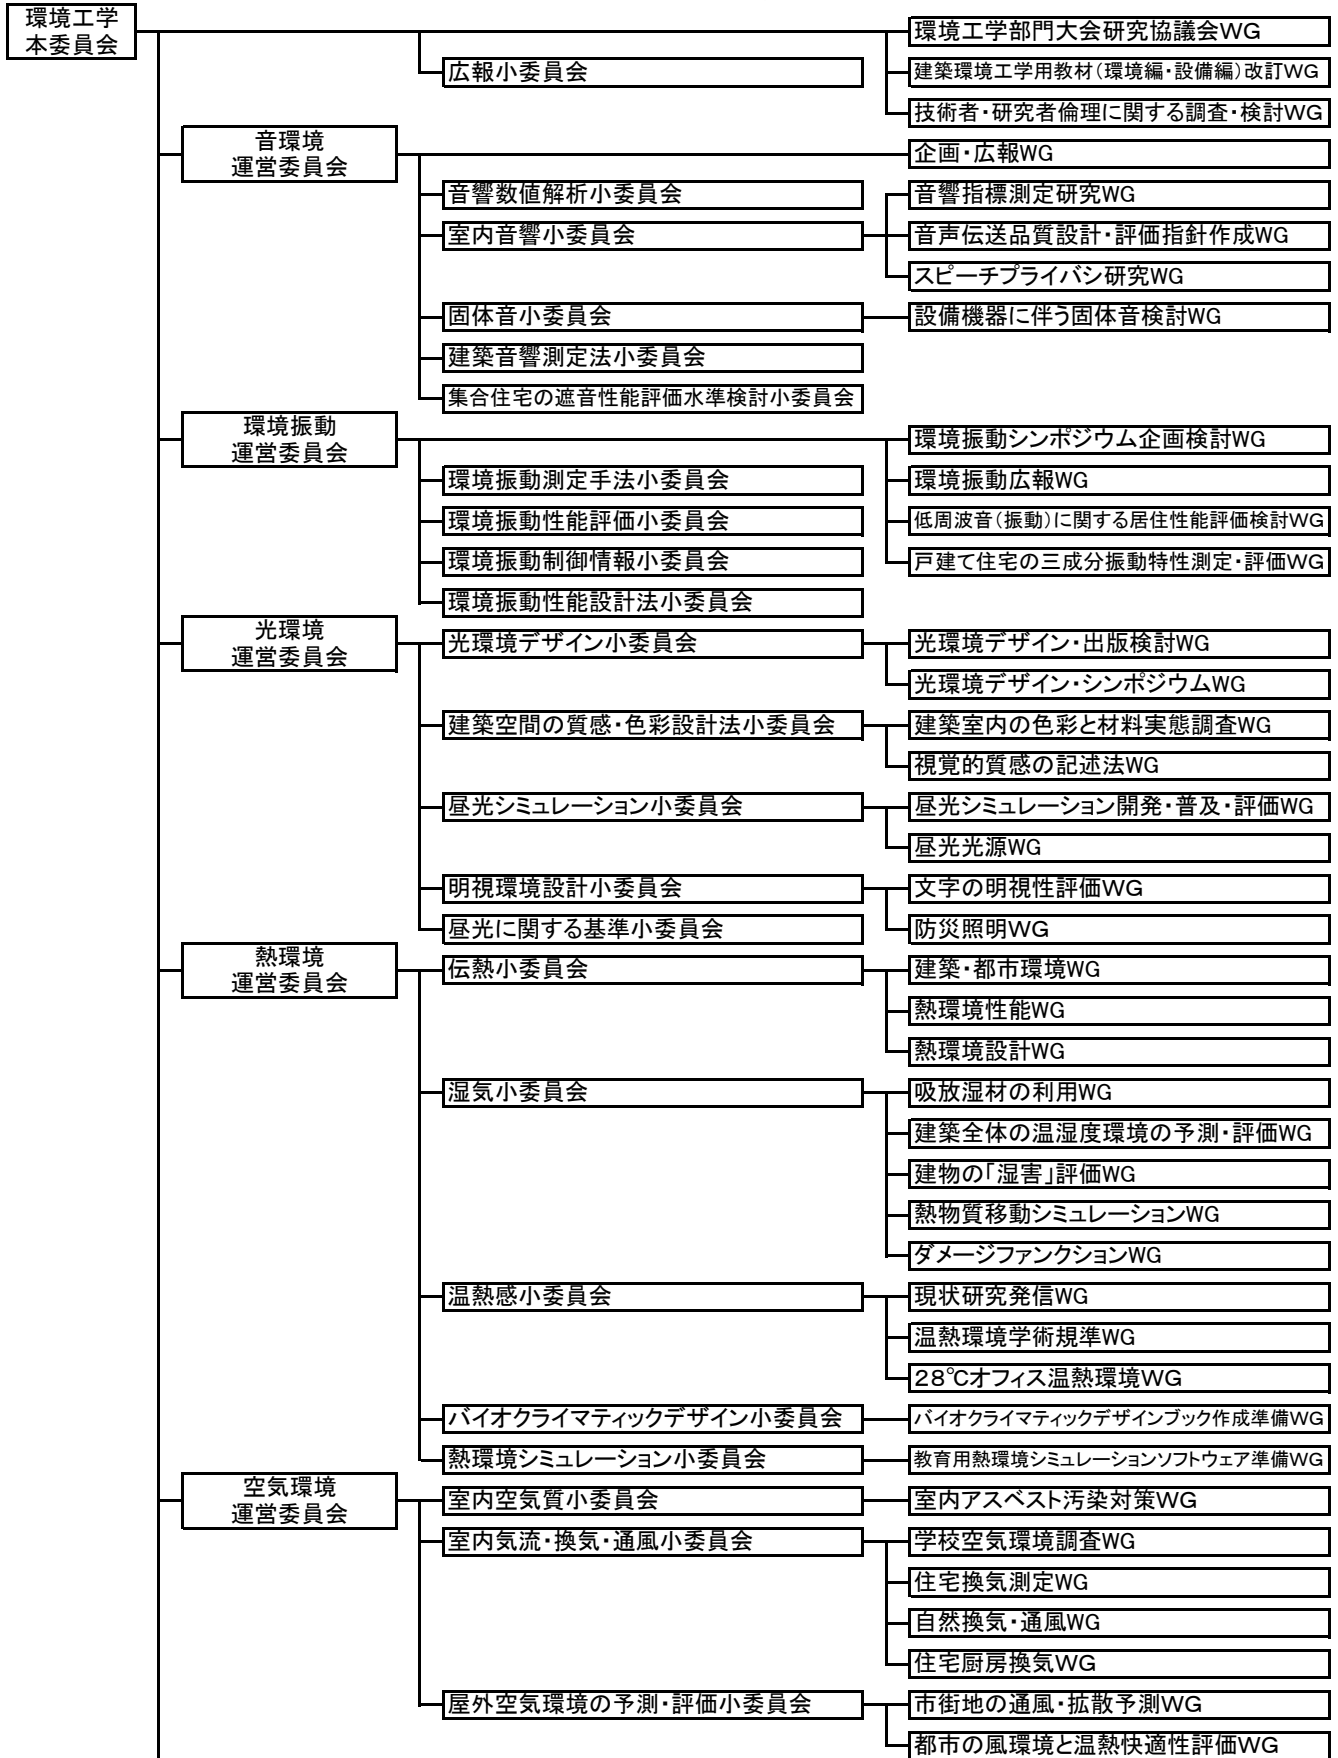 環境工学
本委員会
環境工学部門大会研究協議会WG
広報小委員会
建築環境工学用教材(環境編・設備編)改訂WG
技術者・研究者倫理に関する調査・検討WG
音環境
運営委員会
企画・広報WG
音響数値解析小委員会
音響指標測定研究WG
室内音響小委員会
音声伝送品質設計・評価指針作成WG
スピーチプライバシ研究WG
固体音小委員会
設備機器に伴う固体音検討WG
建築音響測定法小委員会
集合住宅の遮音性能評価水準検討小委員会
環境振動
運営委員会
環境振動シンポジウム企画検討WG
環境振動測定手法小委員会
環境振動広報WG
環境振動性能評価小委員会
低周波音(振動)に関する居住性能評価検討WG
環境振動制御情報小委員会
戸建て住宅の三成分振動特性測定・評価WG
環境振動性能設計法小委員会
光環境
運営委員会
光環境デザイン小委員会
光環境デザイン・出版検討WG
光環境デザイン・シンポジウムWG
建築空間の質感・色彩設計法小委員会
建築室内の色彩と材料実態調査WG
視覚的質感の記述法WG
昼光シミュレーション小委員会
昼光シミュレーション開発・普及・評価WG
昼光光源WG
明視環境設計小委員会
文字の明視性評価WG
昼光に関する基準小委員会
防災照明WG
熱環境
運営委員会
伝熱小委員会
建築・都市環境WG
熱環境性能WG
熱環境設計WG
湿気小委員会
吸放湿材の利用WG
建築全体の温湿度環境の予測・評価WG
建物の「湿害」評価WG
熱物質移動シミュレーションWG
ダメージファンクションWG
温熱感小委員会
現状研究発信WG
温熱環境学術規準WG
28℃オフィス温熱環境WG
バイオクライマティックデザイン小委員会
バイオクライマティックデザインブック作成準備WG
熱環境シミュレーション小委員会
教育用熱環境シミュレーションソフトウェア準備WG
空気環境
運営委員会
室内空気質小委員会
室内アスベスト汚染対策WG
室内気流・換気・通風小委員会
学校空気環境調査WG
住宅換気測定WG
自然換気・通風WG
住宅厨房換気WG
屋外空気環境の予測・評価小委員会
市街地の通風・拡散予測WG
都市の風環境と温熱快適性評価WG